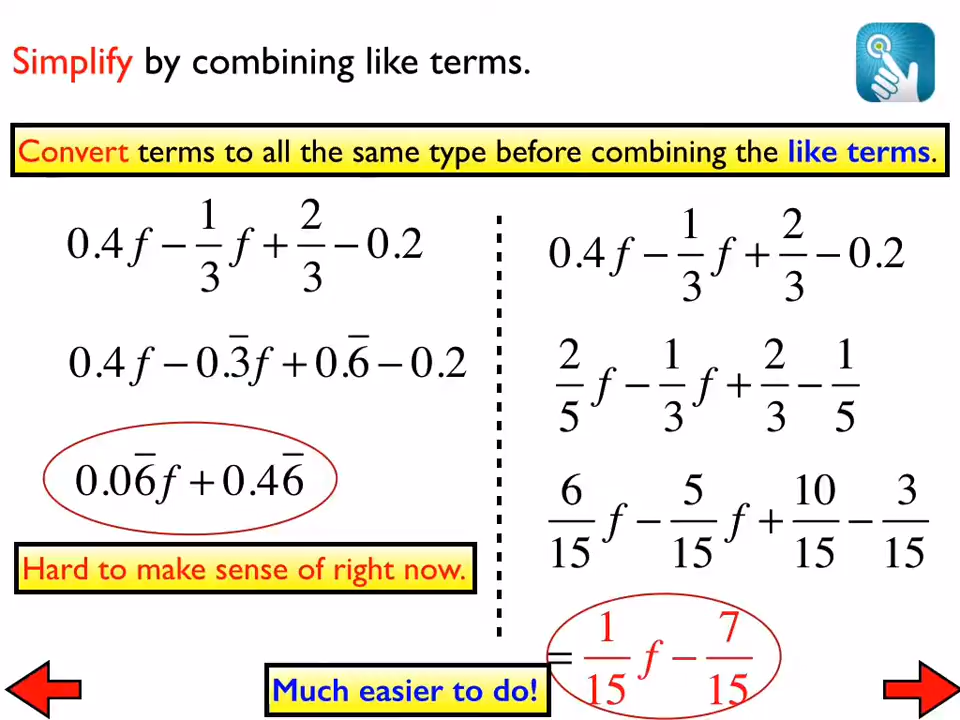 Simplify by combining like terms.
Convert terms to all the same type before combining the like terms.
0.4f − 1/3 f + 2/3 − 0.2
0.4f − 0.3̅f + 0.6̅ − 0.2
0.06̅f + 0.46̅
Hard to make sense of right now.
0.4f − 1/3 f + 2/3 − 0.2
2/5 f − 1/3 f + 2/3 − 1/5
6/15 f − 5/15 f + 10/15 − 3/15
= 1/15 f − 7/15
Much easier to do!